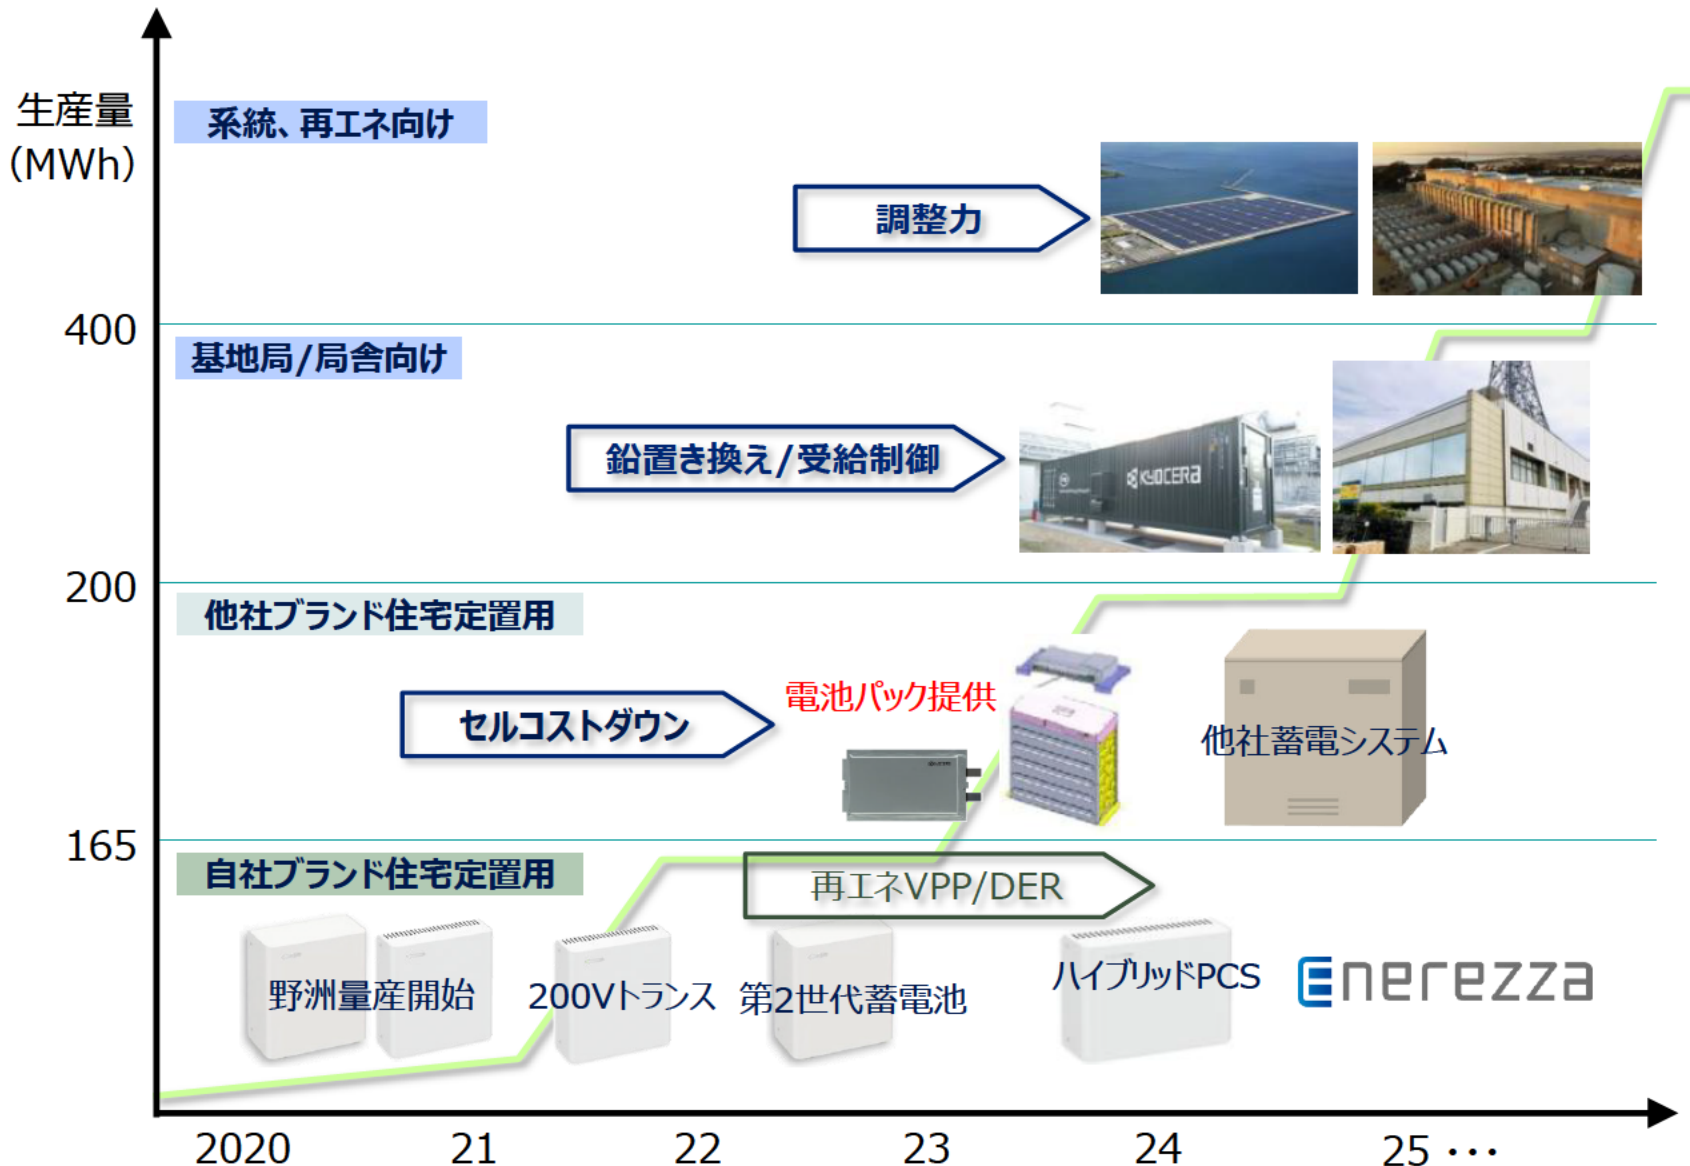 生産量
(MWh)
系統、再エネ向け
調整力
400
基地局/局舎向け
鉛置き換え/受給制御
KYOCERA
200
他社ブランド住宅定置用
電池パック提供
セルコストダウン
他社蓄電システム
165
自社ブランド住宅定置用
再エネVPP/DER
野洲量産開始
200Vトランス
第2世代蓄電池
ハイブリッドPCS
Enerezza
2020
21
22
23
24
25 ・・・